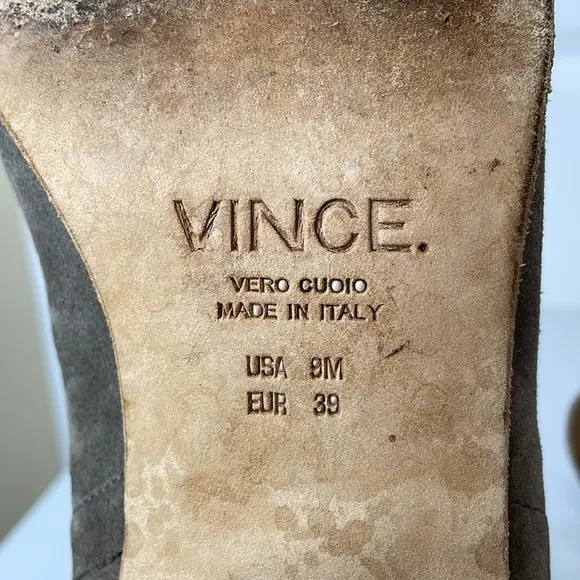 VINCE.
VERO CUOIO
MADE IN ITALY
USA 9M
EUR 39